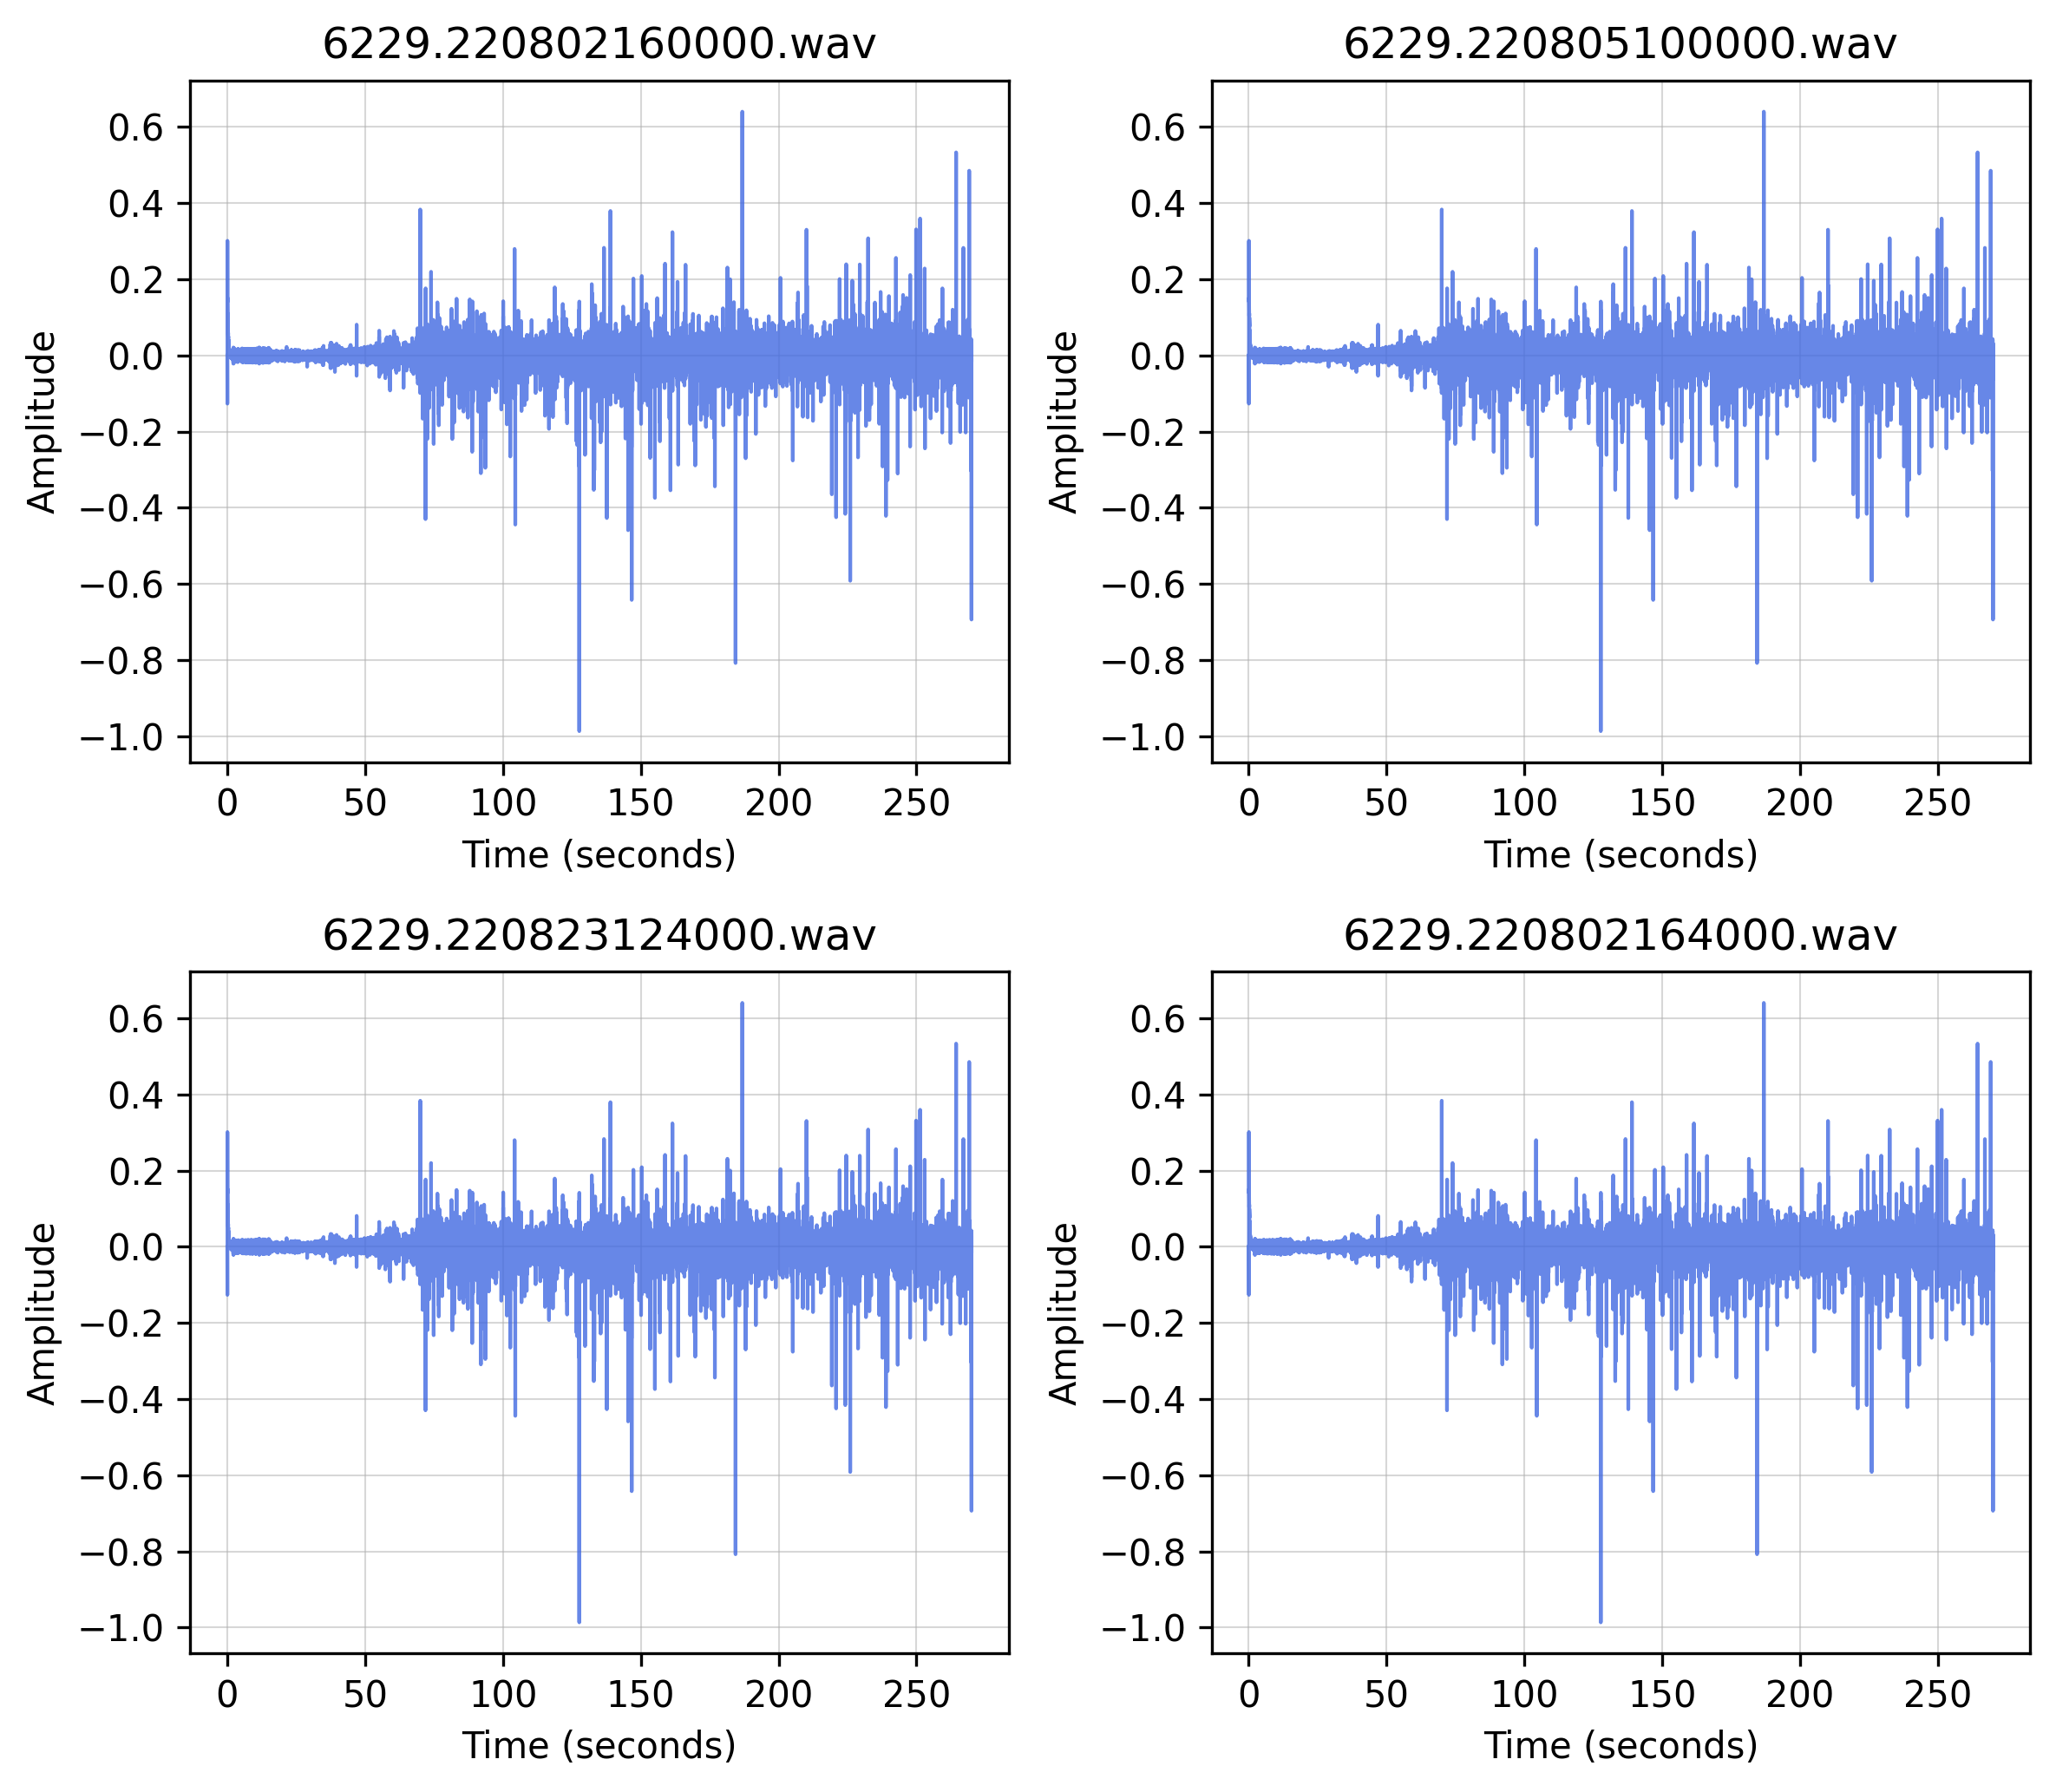 6229.220802160000.wav
0.6
0.4
0.2
0.0
−0.2
−0.4
−0.6
−0.8
−1.0
Amplitude
0 50 100 150 200 250
Time (seconds)
6229.220805100000.wav
0.6
0.4
0.2
0.0
−0.2
−0.4
−0.6
−0.8
−1.0
Amplitude
0 50 100 150 200 250
Time (seconds)
6229.220823124000.wav
0.6
0.4
0.2
0.0
−0.2
−0.4
−0.6
−0.8
−1.0
Amplitude
0 50 100 150 200 250
Time (seconds)
6229.220802164000.wav
0.6
0.4
0.2
0.0
−0.2
−0.4
−0.6
−0.8
−1.0
Amplitude
0 50 100 150 200 250
Time (seconds)